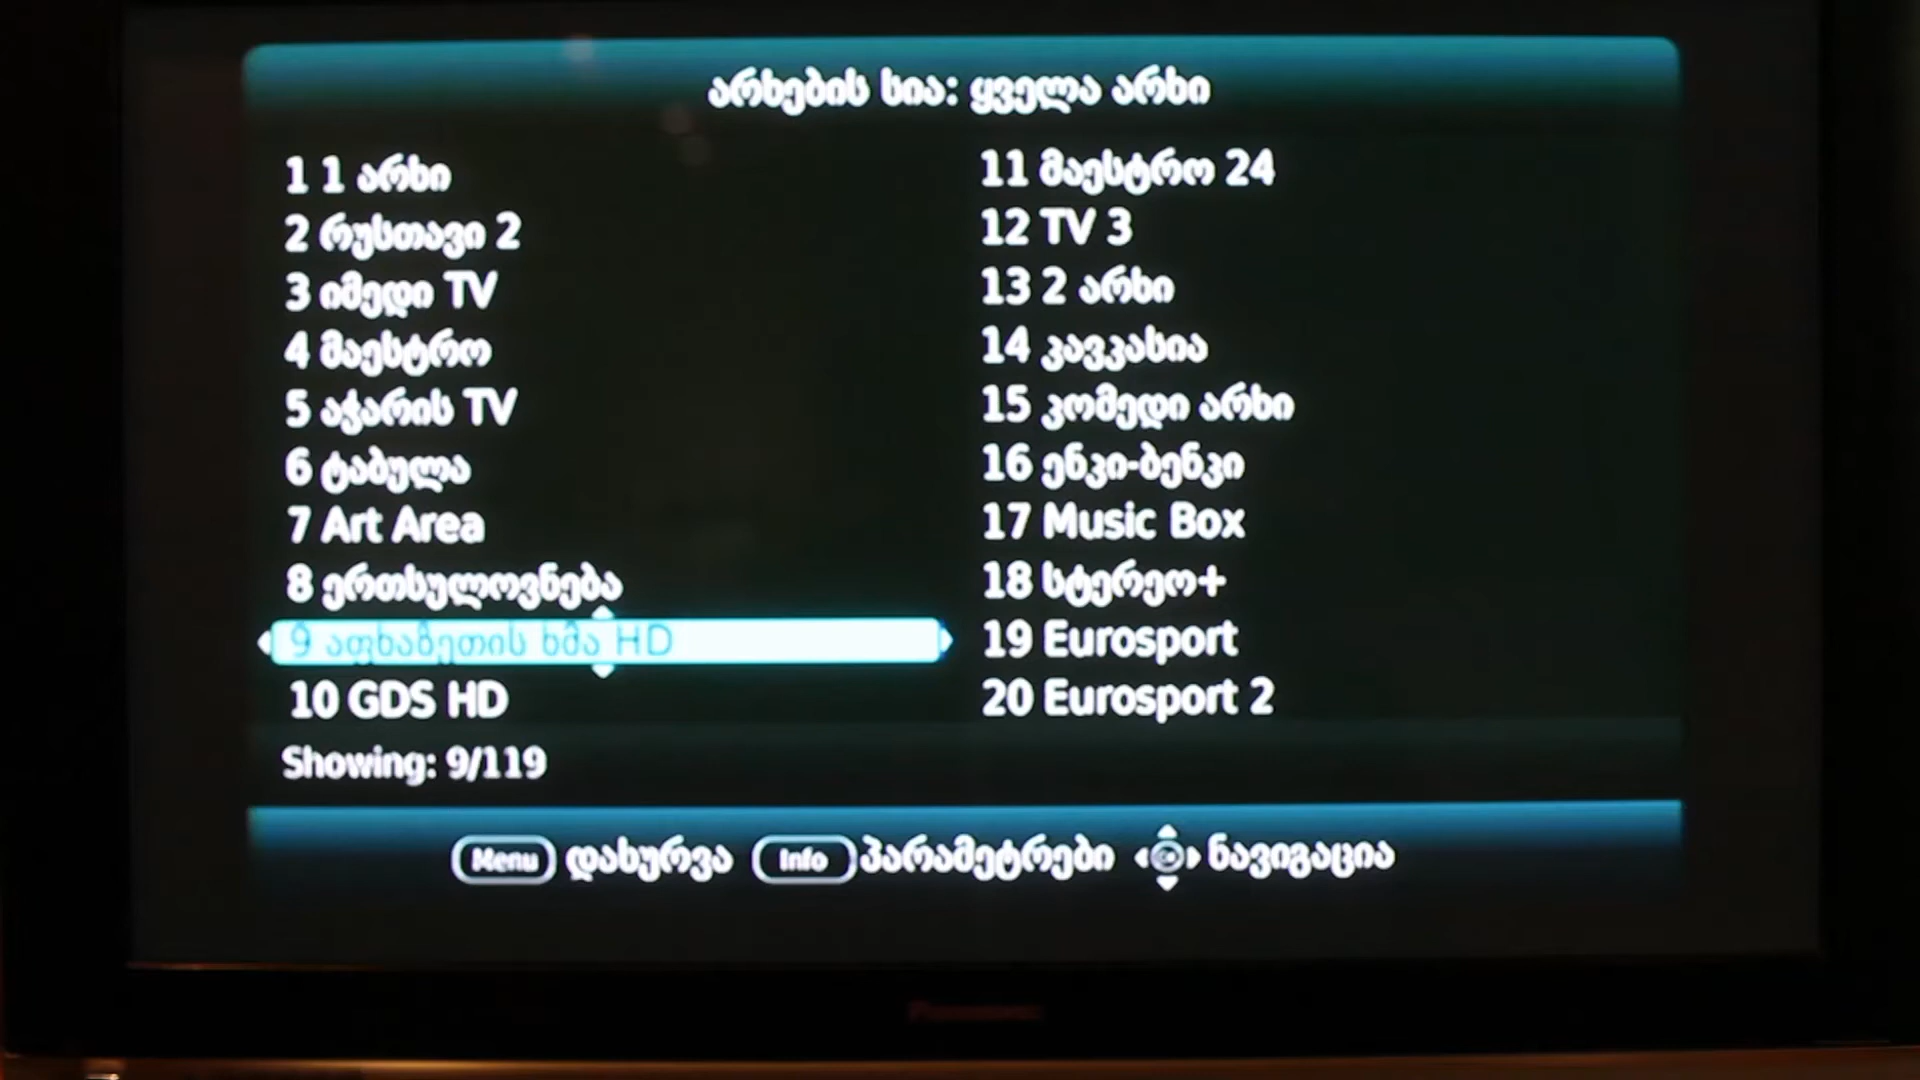 არხების სია: ყველა არხი
1 1 არხი
2 რუსთავი 2
3 იმედი TV
4 მაესტრო
5 აჭარის TV
6 ტაბულა
7 Art Area
8 ერთსულოვნება
9 აფხაზეთის ხმა HD
10 GDS HD
11 მაესტრო 24
12 TV 3
13 2 არხი
14 კავკასია
15 კომედი არხი
16 ენკი-ბენკი
17 Music Box
18 სტერეო+
19 Eurosport
20 Eurosport 2
Showing: 9/119
Menu დახურვა Info პარამეტრები ნავიგაცია
Panasonic